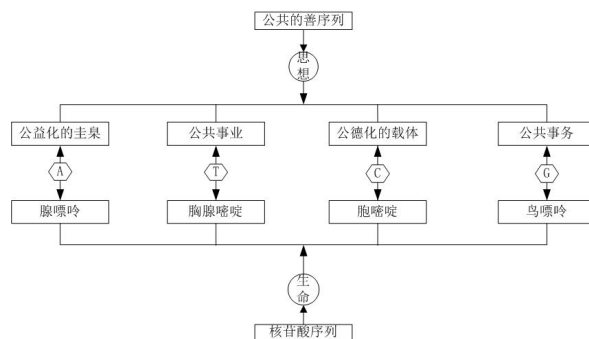 公共的善序列
思想
公益化的圭臬
公共事业
公德化的载体
公共事务
A
T
C
G
腺嘌呤
胸腺嘧啶
胞嘧啶
鸟嘌呤
生命
核苷酸序列